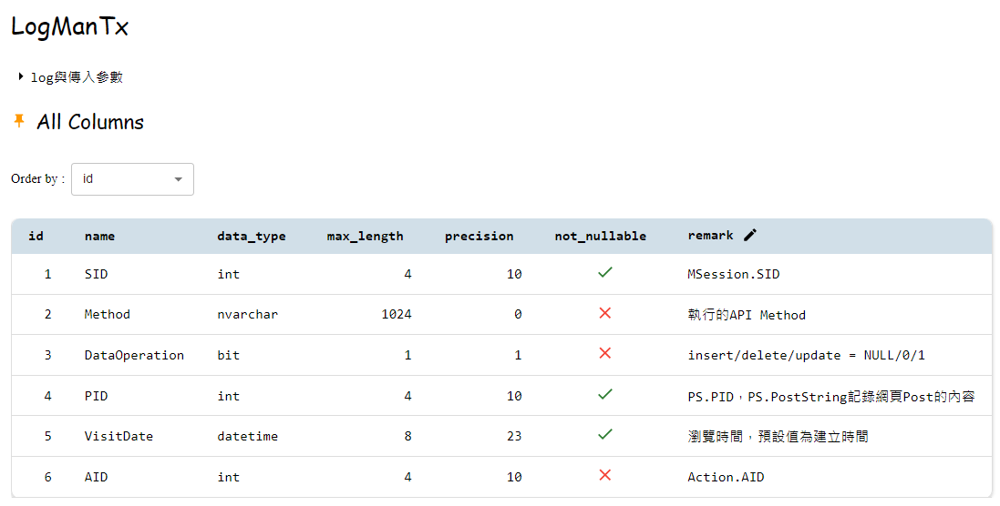 LogManTx
log與傳入參數
All Columns
Order by : id
id name data_type max_length precision not_nullable remark
1 SID int 4 10 MSession.SID
2 Method nvarchar 1024 0 執行的API Method
3 DataOperation bit 1 1 insert/delete/update = NULL/0/1
4 PID int 4 10 PS.PID，PS.PostString記錄網頁Post的內容
5 VisitDate datetime 8 23 瀏覽時間，預設值為建立時間
6 AID int 4 10 Action.AID